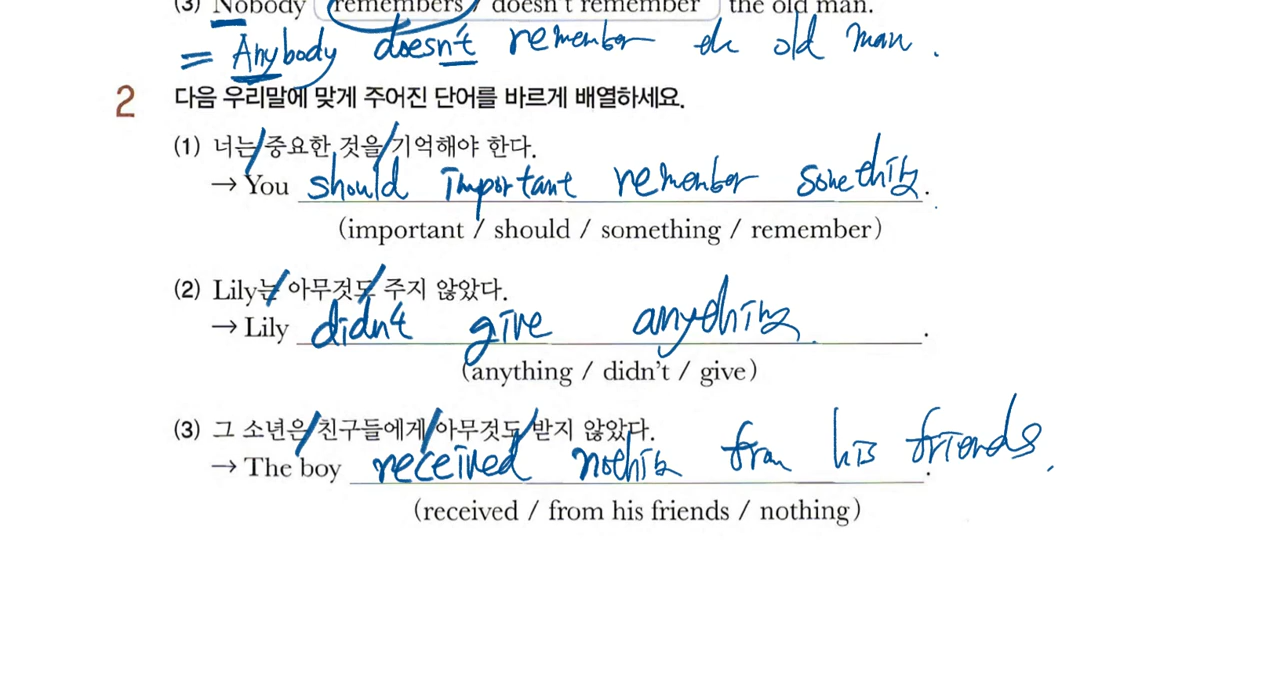 (3) Nobody remembers / doesn't remember the old man.
= Anybody doesn't remember the old man.
2 다음 우리말에 맞게 주어진 단어를 바르게 배열하세요.
(1) 너는/중요한 것을/기억해야 한다.
→ You should important remember something.
(important / should / something / remember)
(2) Lily는/아무것도/주지 않았다.
→ Lily didn't give anything.
(anything / didn't / give)
(3) 그 소년은/친구들에게/아무것도/받지 않았다.
→ The boy received nothing from his friends.
(received / from his friends / nothing)